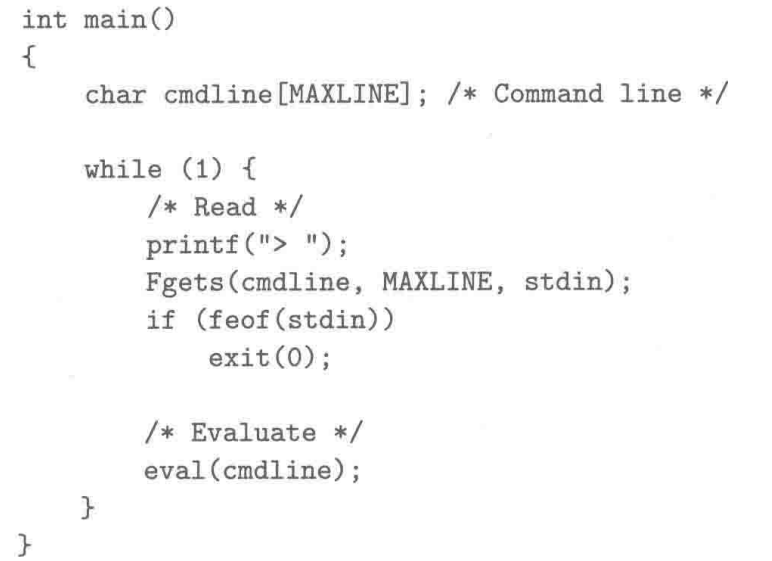 int main()
{
    char cmdline[MAXLINE]; /* Command line */

    while (1) {
        /* Read */
        printf("> ");
        Fgets(cmdline, MAXLINE, stdin);
        if (feof(stdin))
            exit(0);

        /* Evaluate */
        eval(cmdline);
    }
}